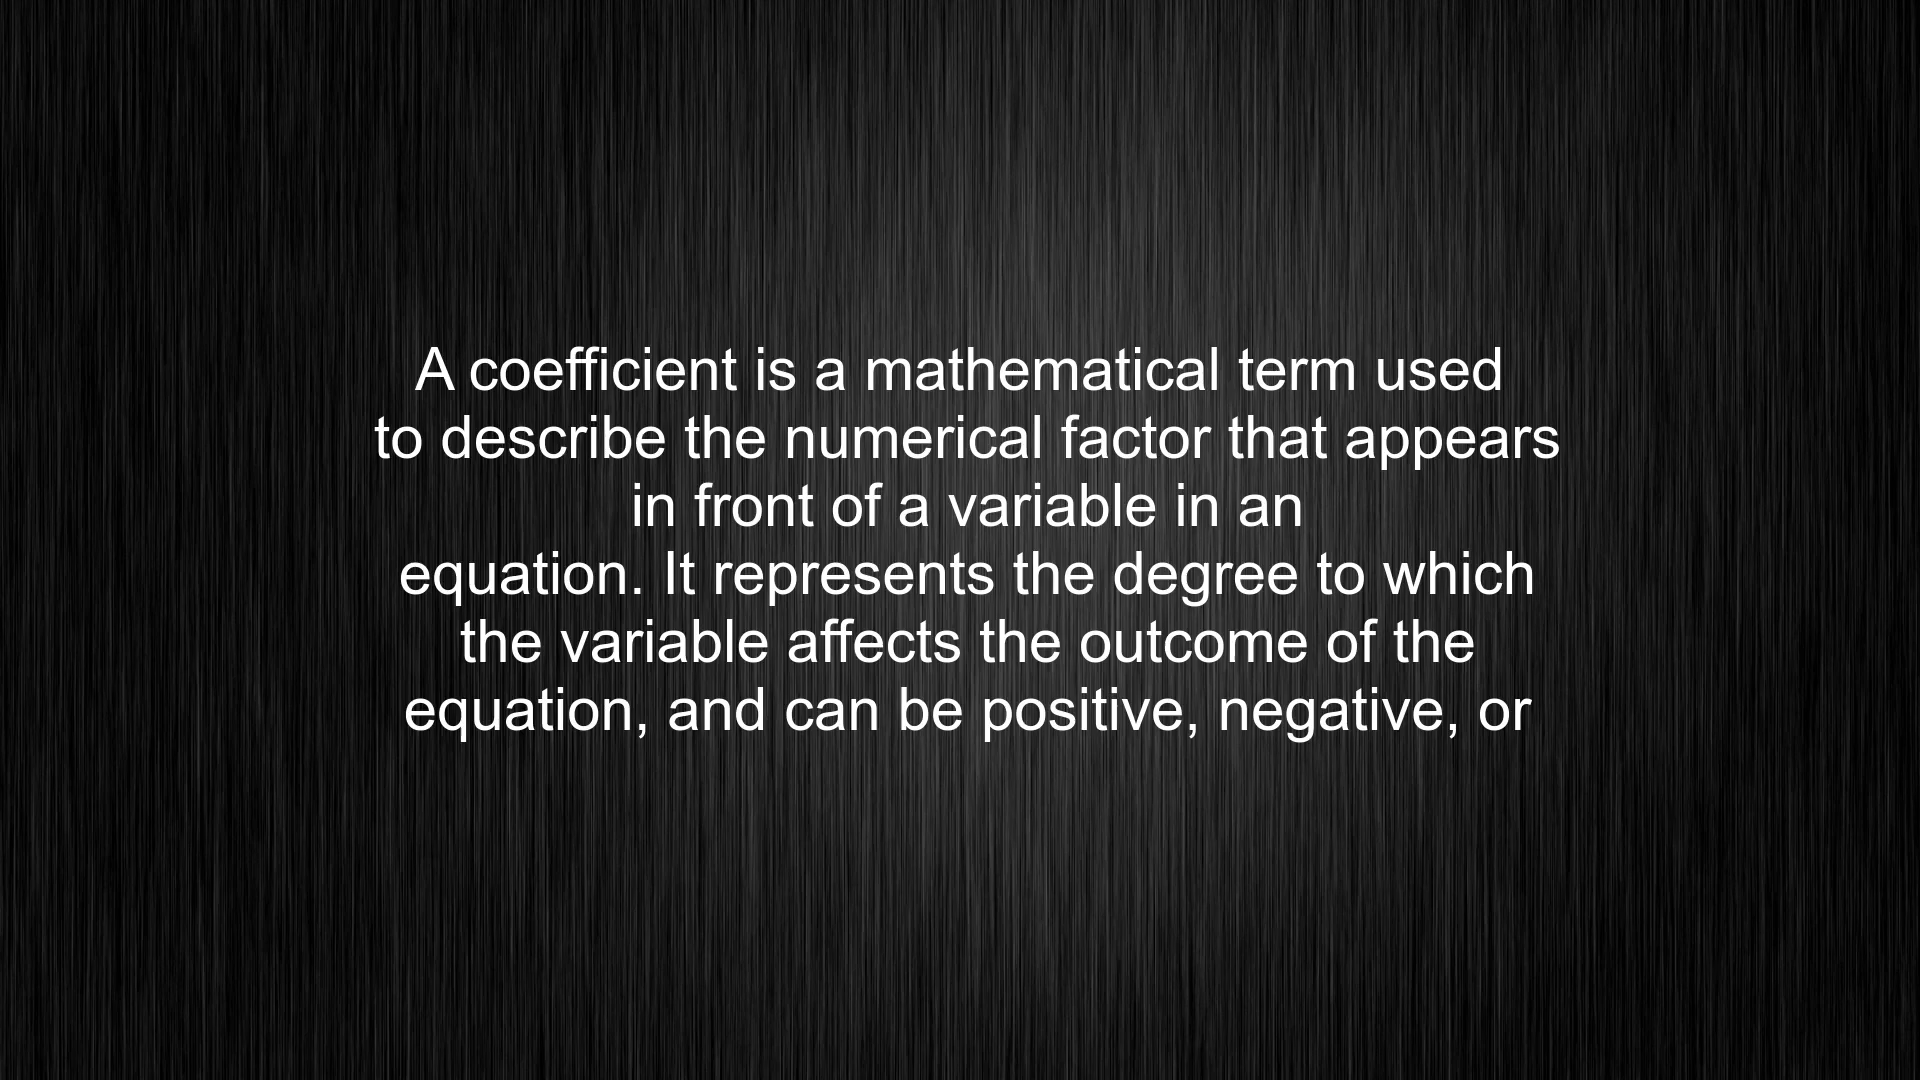 A coefficient is a mathematical term used
to describe the numerical factor that appears
in front of a variable in an
equation. It represents the degree to which
the variable affects the outcome of the
equation, and can be positive, negative, or